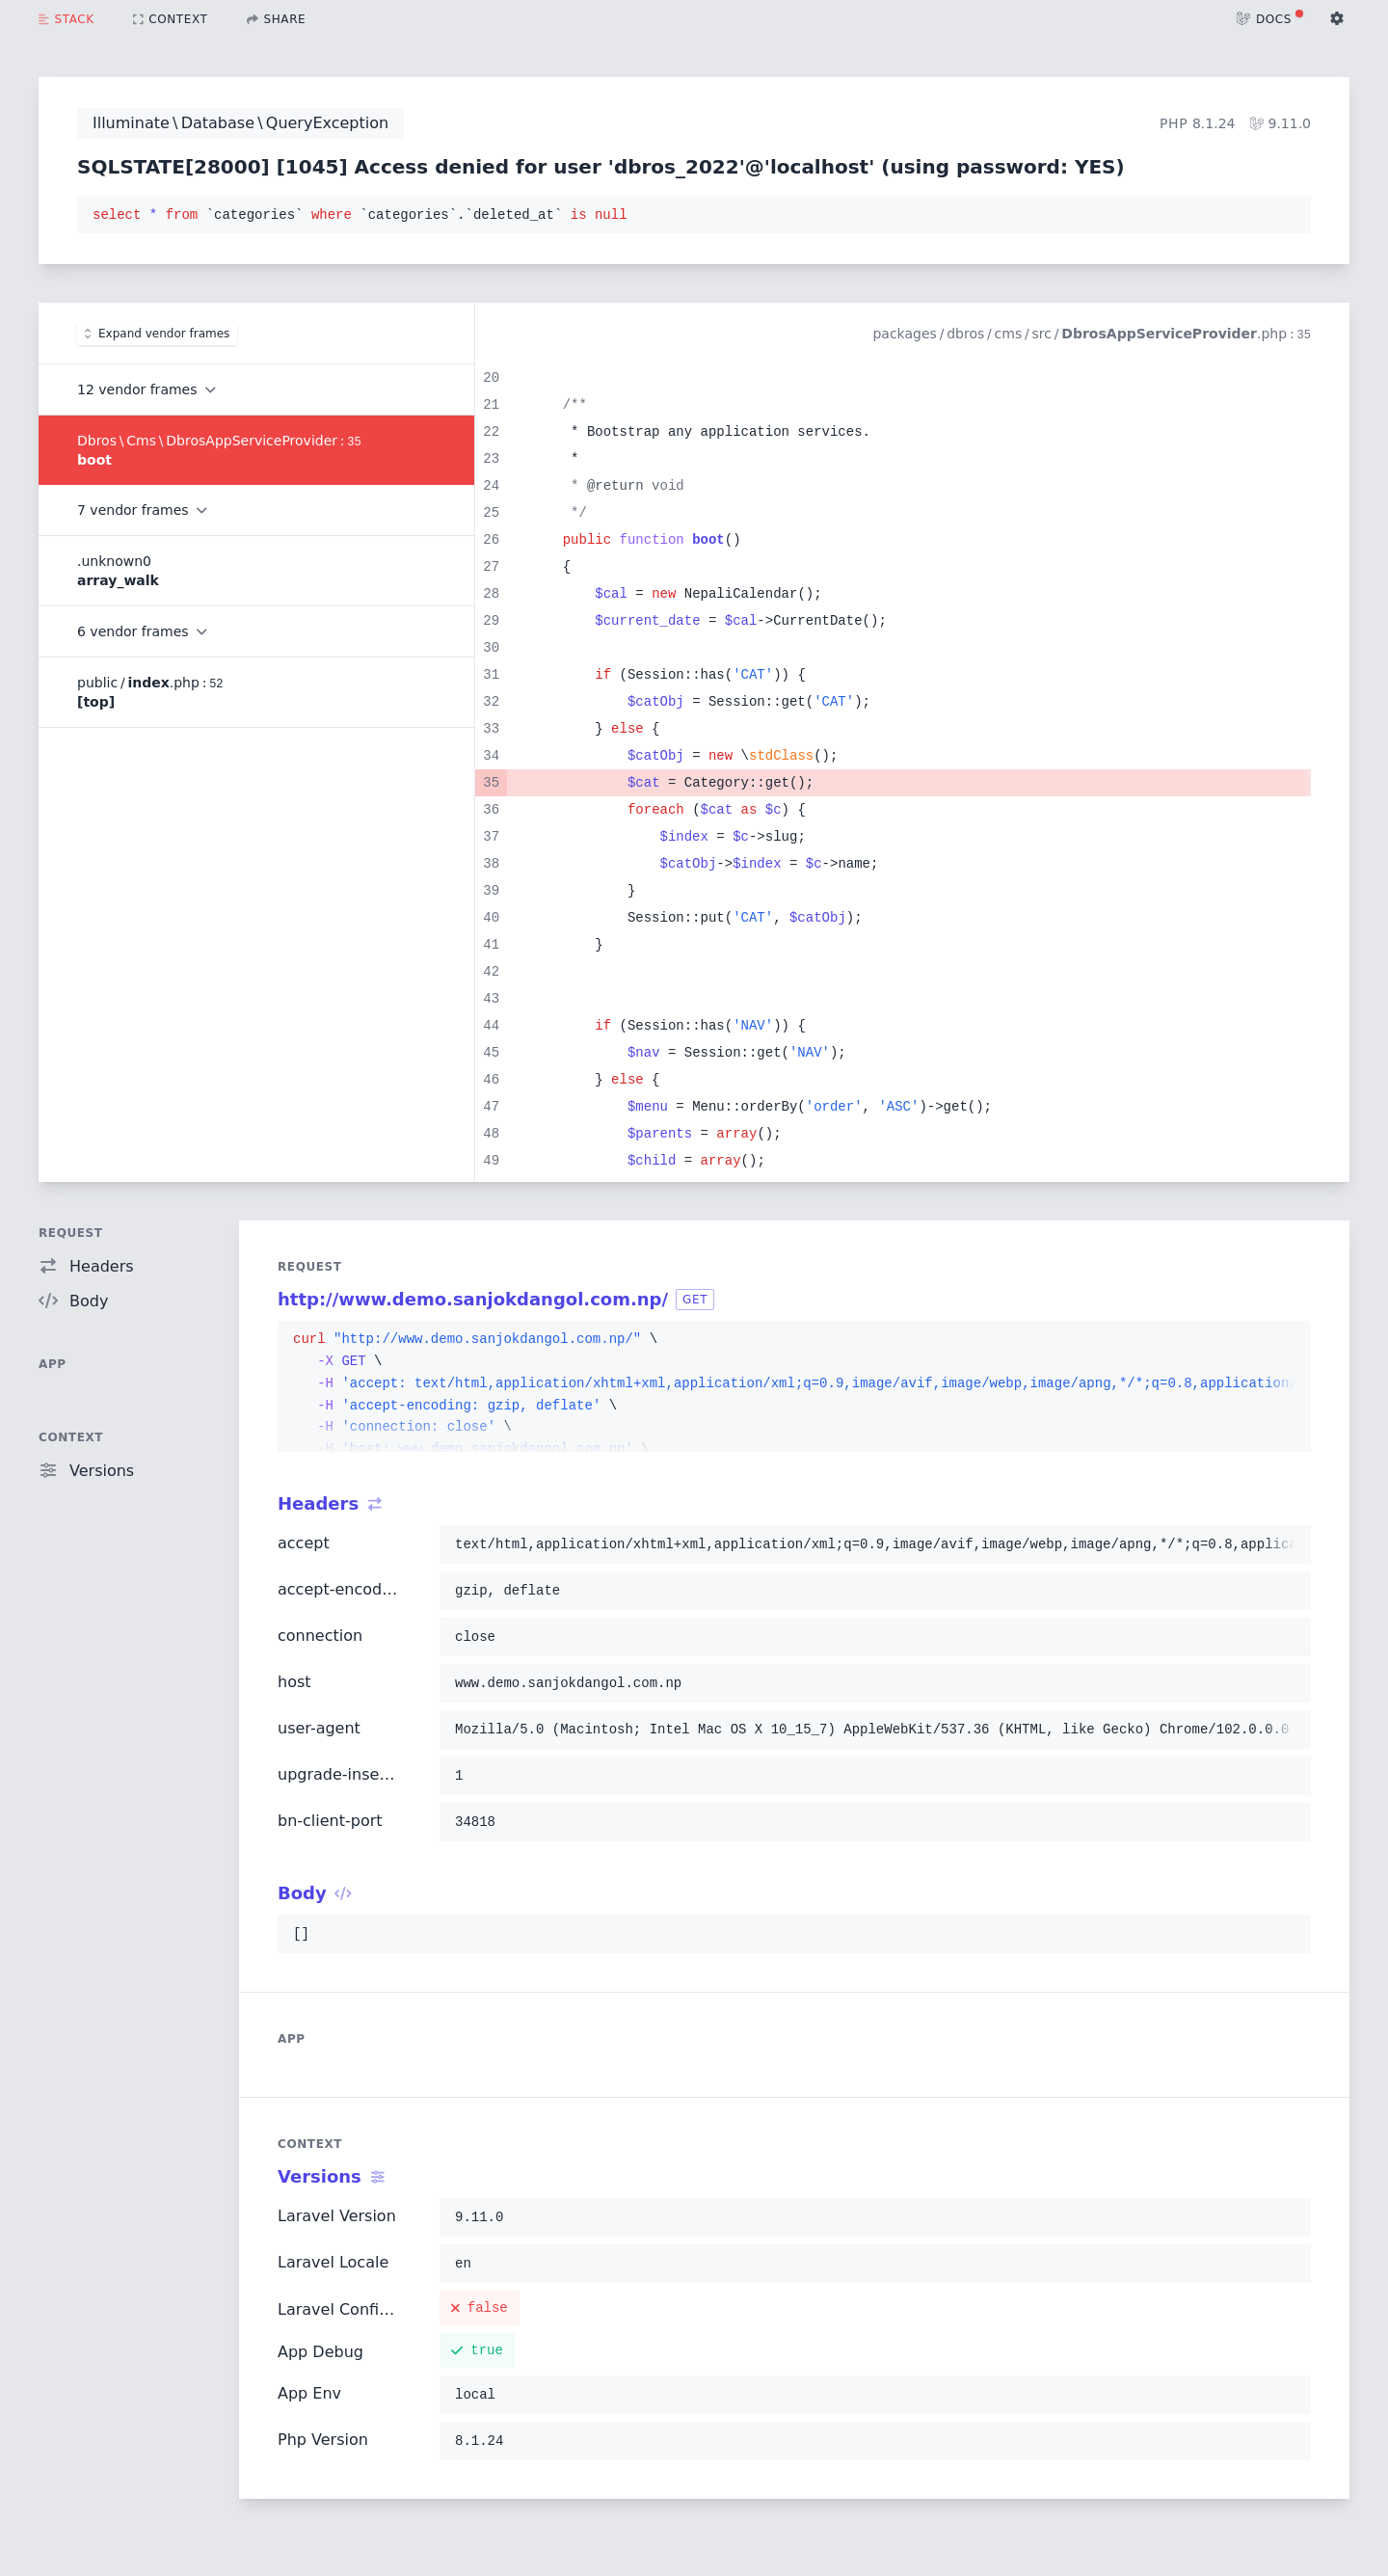 STACK CONTEXT SHARE DOCS
Illuminate\Database\QueryException
PHP 8.1.24 9.11.0
SQLSTATE[28000] [1045] Access denied for user 'dbros_2022'@'localhost' (using password: YES)
select * from `categories` where `categories`.`deleted_at` is null
Expand vendor frames
12 vendor frames
Dbros\Cms\DbrosAppServiceProvider:35
boot
7 vendor frames
.unknown0
array_walk
6 vendor frames
public/index.php:52
[top]
packages/dbros/cms/src/DbrosAppServiceProvider.php:35
20
21 /**
22 * Bootstrap any application services.
23 *
24 * @return void
25 */
26 public function boot()
27 {
28 $cal = new NepaliCalendar();
29 $current_date = $cal->CurrentDate();
30
31 if (Session::has('CAT')) {
32 $catObj = Session::get('CAT');
33 } else {
34 $catObj = new \stdClass();
35 $cat = Category::get();
36 foreach ($cat as $c) {
37 $index = $c->slug;
38 $catObj->$index = $c->name;
39 }
40 Session::put('CAT', $catObj);
41 }
42
43
44 if (Session::has('NAV')) {
45 $nav = Session::get('NAV');
46 } else {
47 $menu = Menu::orderBy('order', 'ASC')->get();
48 $parents = array();
49 $child = array();
REQUEST
Headers
Body
APP
CONTEXT
Versions
REQUEST
http://www.demo.sanjokdangol.com.np/ GET
curl "http://www.demo.sanjokdangol.com.np/" \
-X GET \
-H 'accept: text/html,application/xhtml+xml,application/xml;q=0.9,image/avif,image/webp,image/apng,*/*;q=0.8,application/
-H 'accept-encoding: gzip, deflate' \
-H 'connection: close' \
-H 'host: www.demo.sanjokdangol.com.np' \
Headers
accept text/html,application/xhtml+xml,application/xml;q=0.9,image/avif,image/webp,image/apng,*/*;q=0.8,applica
accept-encod… gzip, deflate
connection close
host www.demo.sanjokdangol.com.np
user-agent Mozilla/5.0 (Macintosh; Intel Mac OS X 10_15_7) AppleWebKit/537.36 (KHTML, like Gecko) Chrome/102.0.0.0
upgrade-inse… 1
bn-client-port 34818
Body
[]
APP
CONTEXT
Versions
Laravel Version 9.11.0
Laravel Locale en
Laravel Confi… false
App Debug true
App Env local
Php Version 8.1.24